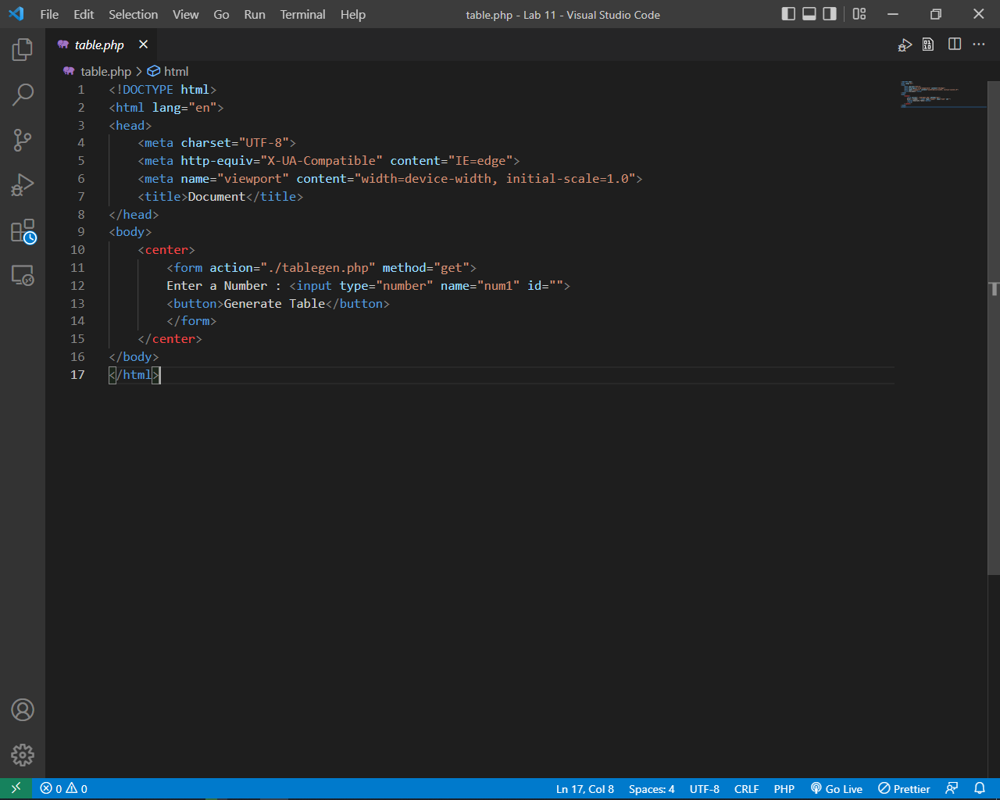 File Edit Selection View Go Run Terminal Help table.php - Lab 11 - Visual Studio Code
table.php
table.php > html
1 <!DOCTYPE html>
2 <html lang="en">
3 <head>
4 <meta charset="UTF-8">
5 <meta http-equiv="X-UA-Compatible" content="IE=edge">
6 <meta name="viewport" content="width=device-width, initial-scale=1.0">
7 <title>Document</title>
8 </head>
9 <body>
10 <center>
11 <form action="./tablegen.php" method="get">
12 Enter a Number : <input type="number" name="num1" id="">
13 <button>Generate Table</button>
14 </form>
15 </center>
16 </body>
17 </html>
0 0 Ln 17, Col 8 Spaces: 4 UTF-8 CRLF PHP Go Live Prettier